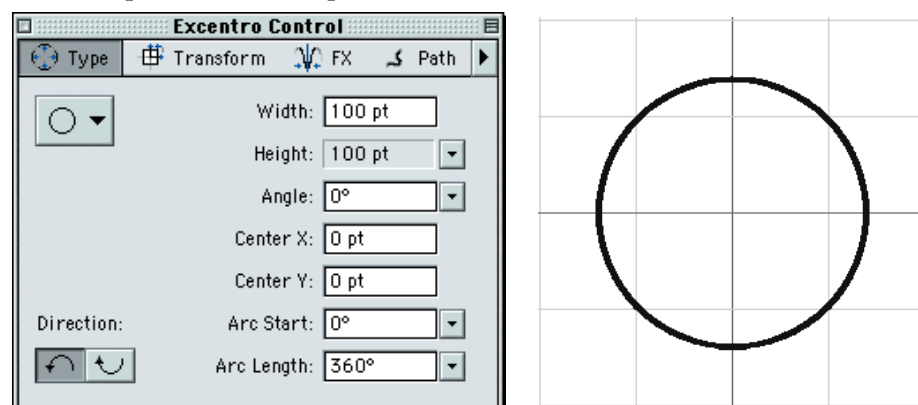 Excentro Control
Type Transform FX Path
Width: 100 pt
Height: 100 pt
Angle: 0°
Center X: 0 pt
Center Y: 0 pt
Direction: Arc Start: 0°
Arc Length: 360°